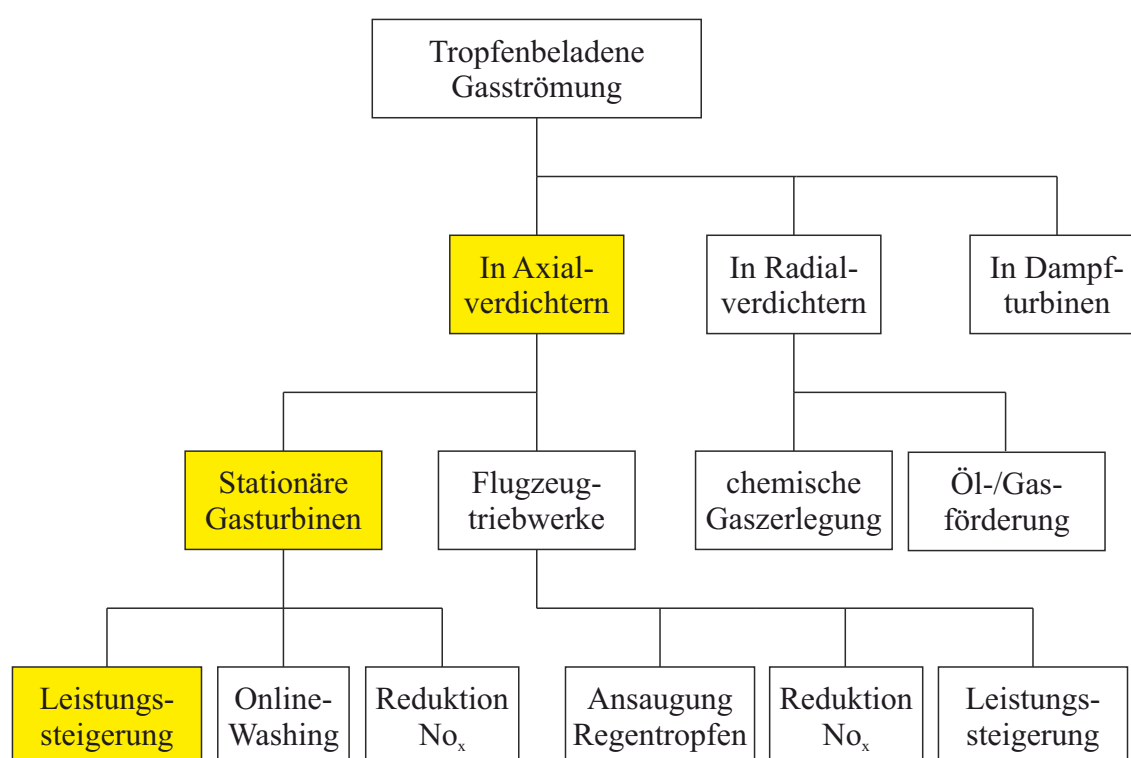 Tropfenbeladene
Gasströmung
In Axial-
verdichtern
In Radial-
verdichtern
In Dampf-
turbinen
Stationäre
Gasturbinen
Flugzeug-
triebwerke
chemische
Gaszerlegung
Öl-/Gas-
förderung
Leistungs-
steigerung
Online-
Washing
Reduktion
Noₓ
Ansaugung
Regentropfen
Reduktion
Noₓ
Leistungs-
steigerung